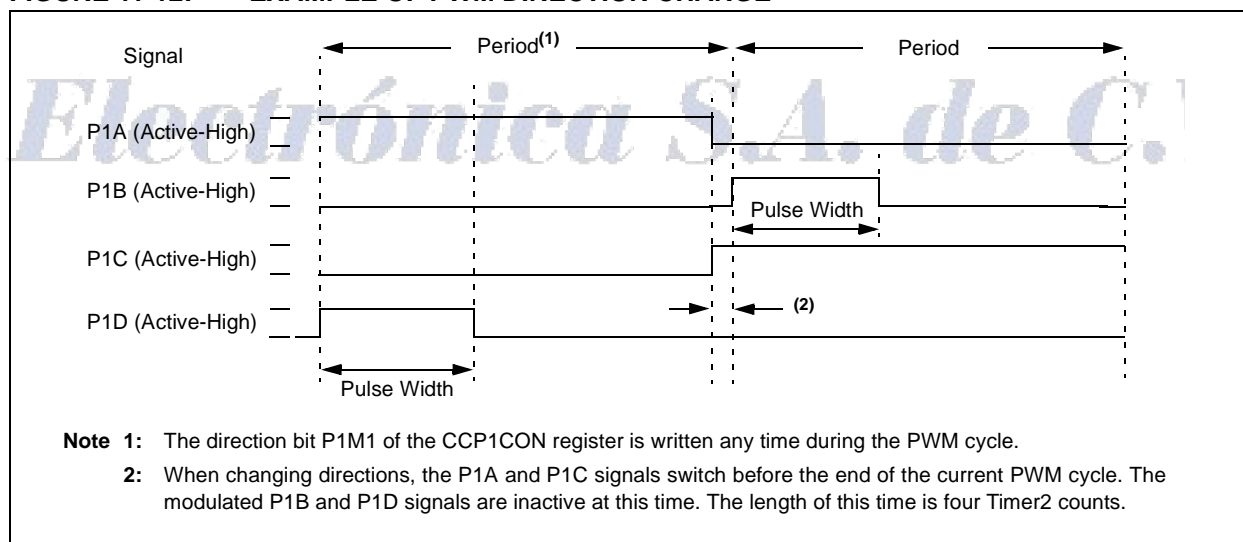 Signal
Period(1)
Period
Electrónica S.A. de C.
P1A (Active-High)
P1B (Active-High)
Pulse Width
P1C (Active-High)
(2)
P1D (Active-High)
Pulse Width
Note 1: The direction bit P1M1 of the CCP1CON register is written any time during the PWM cycle.
2: When changing directions, the P1A and P1C signals switch before the end of the current PWM cycle. The
modulated P1B and P1D signals are inactive at this time. The length of this time is four Timer2 counts.